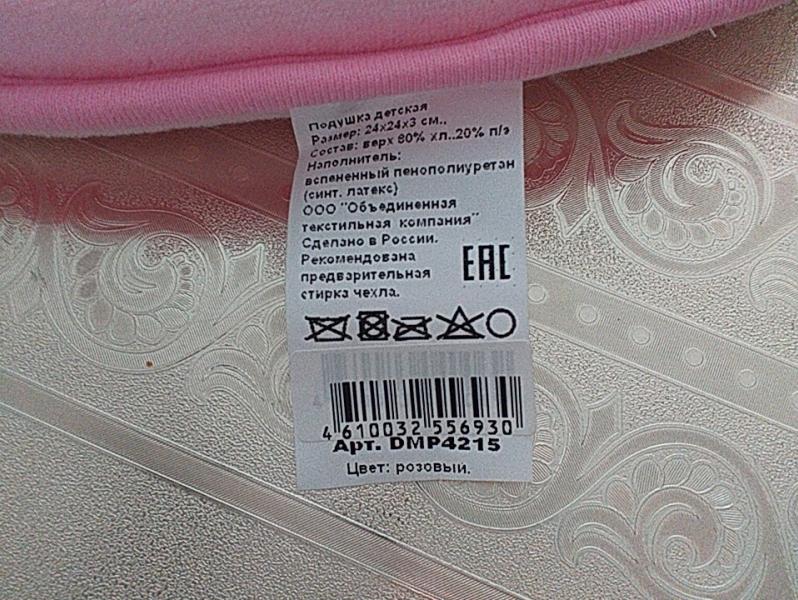 Подушка детская
Размер: 24х24х3 см.,
Состав: верх 80% хл.,20% п/э
Наполнитель:
вспененный пенополиуретан
(синт. латекс)
ООО "Объединенная
текстильная компания"
Сделано в России.
Рекомендована
предварительная
стирка чехла.
EAC
4 610032 556930
Арт. DMP4215
Цвет: розовый.